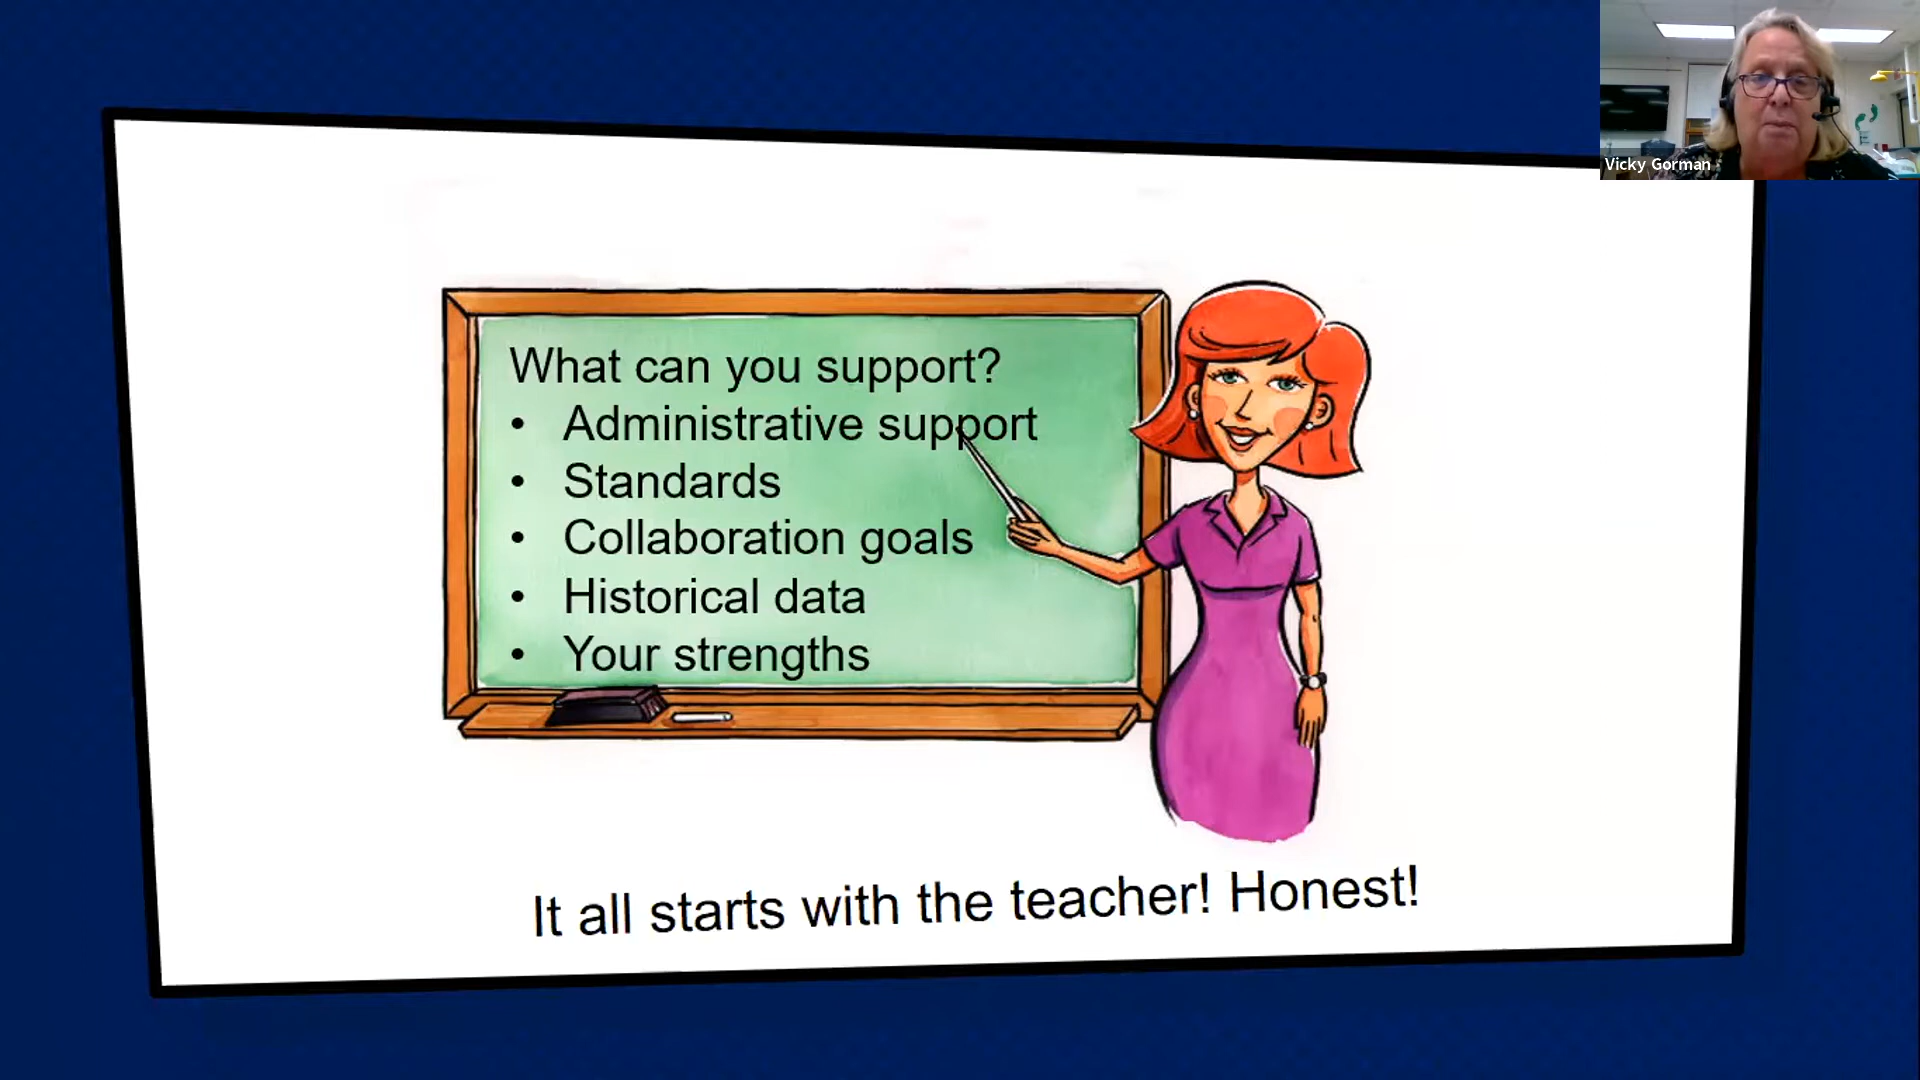 Vicky Gorman
What can you support?
• Administrative support
• Standards
• Collaboration goals
• Historical data
• Your strengths
It all starts with the teacher! Honest!